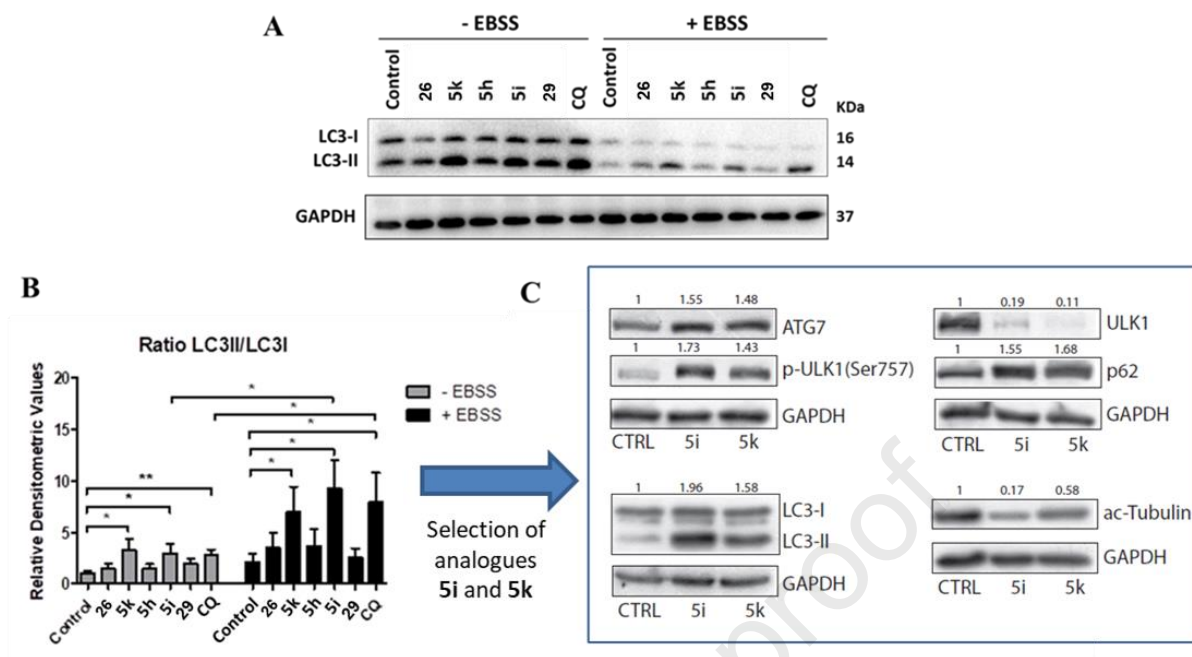 A
- EBSS + EBSS
Control 26 5k 5h 5i 29 CQ Control 26 5k 5h 5i 29 CQ
KDa
LC3-I 16
LC3-II 14
GAPDH 37
B
Ratio LC3II/LC3I
Relative Densitometric Values
20
15
10
5
0
* * ** * * * * *
- EBSS
+ EBSS
Control 26 5k 5h 5i 29 CQ Control 26 5k 5h 5i 29 CQ
Selection of
analogues
5i and 5k
C
1 1.55 1.48
ATG7
1 1.73 1.43
p-ULK1(Ser757)
GAPDH
CTRL 5i 5k
1 0.19 0.11
ULK1
1 1.55 1.68
p62
GAPDH
CTRL 5i 5k
1 1.96 1.58
LC3-I
LC3-II
GAPDH
CTRL 5i 5k
1 0.17 0.58
ac-Tubulin
GAPDH
CTRL 5i 5k
proof